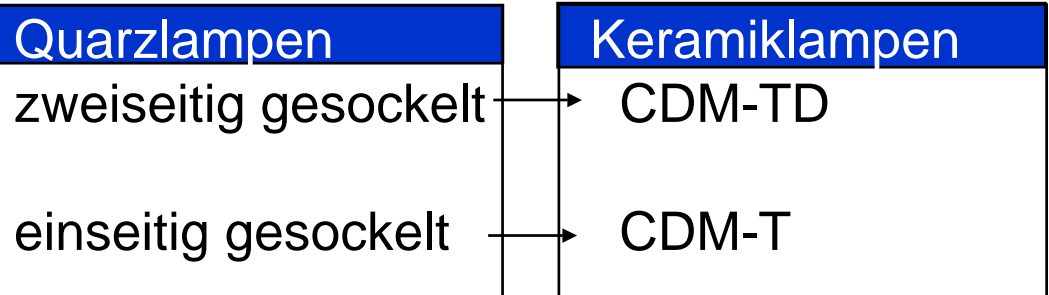 Quarzlampen Keramiklampen
zweiseitig gesockelt CDM-TD
einseitig gesockelt CDM-T